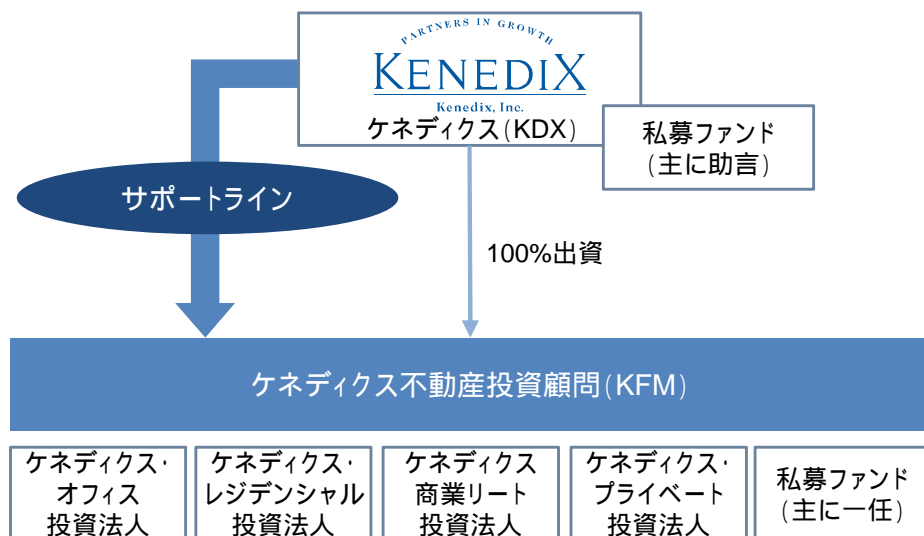 PARTNERS IN GROWTH
KENEDIX
Kenedix, Inc.
ケネディクス(KDX)
私募ファンド
(主に助言)
サポートライン
100%出資
ケネディクス不動産投資顧問(KFM)
ケネディクス・
オフィス
投資法人
ケネディクス・
レジデンシャル
投資法人
ケネディクス
商業リート
投資法人
ケネディクス・
プライベート
投資法人
私募ファンド
(主に一任)